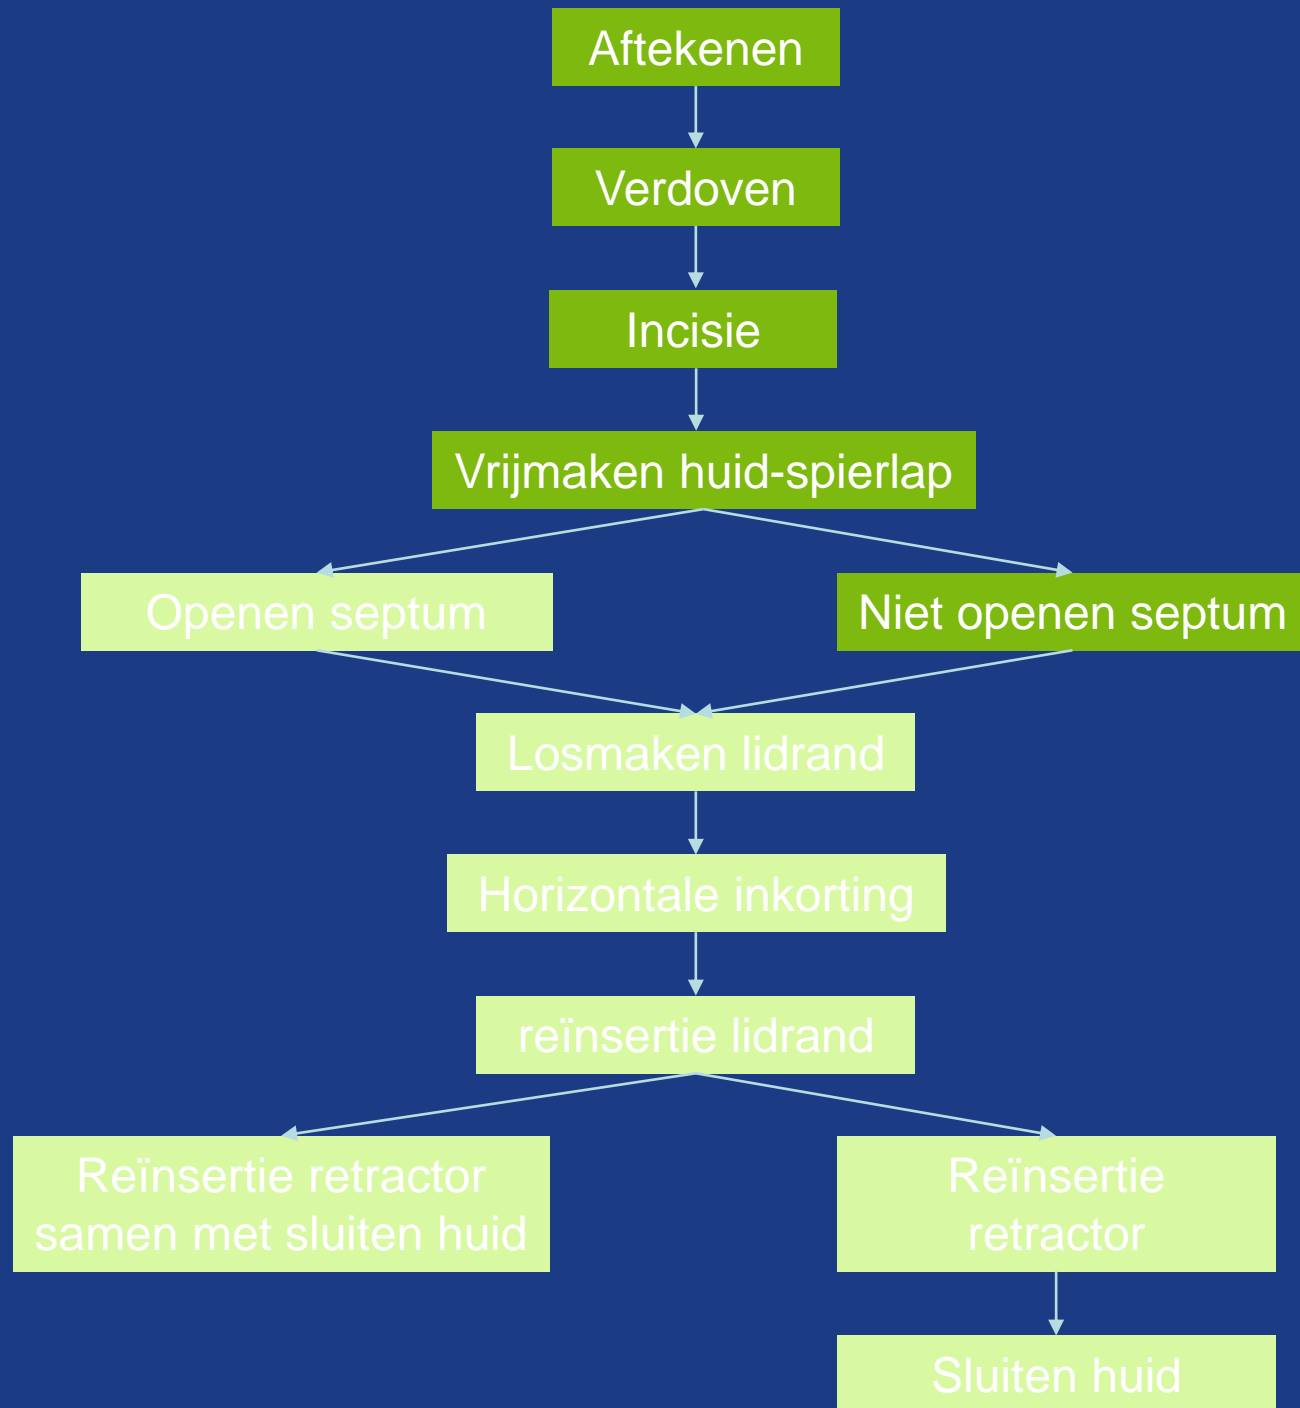 Aftekenen
Verdoven
Incisie
Vrijmaken huid-spierlap
Openen septum
Niet openen septum
Losmaken lidrand
Horizontale inkorting
reïnsertie lidrand
Reïnsertie retractor
samen met sluiten huid
Reïnsertie
retractor
Sluiten huid